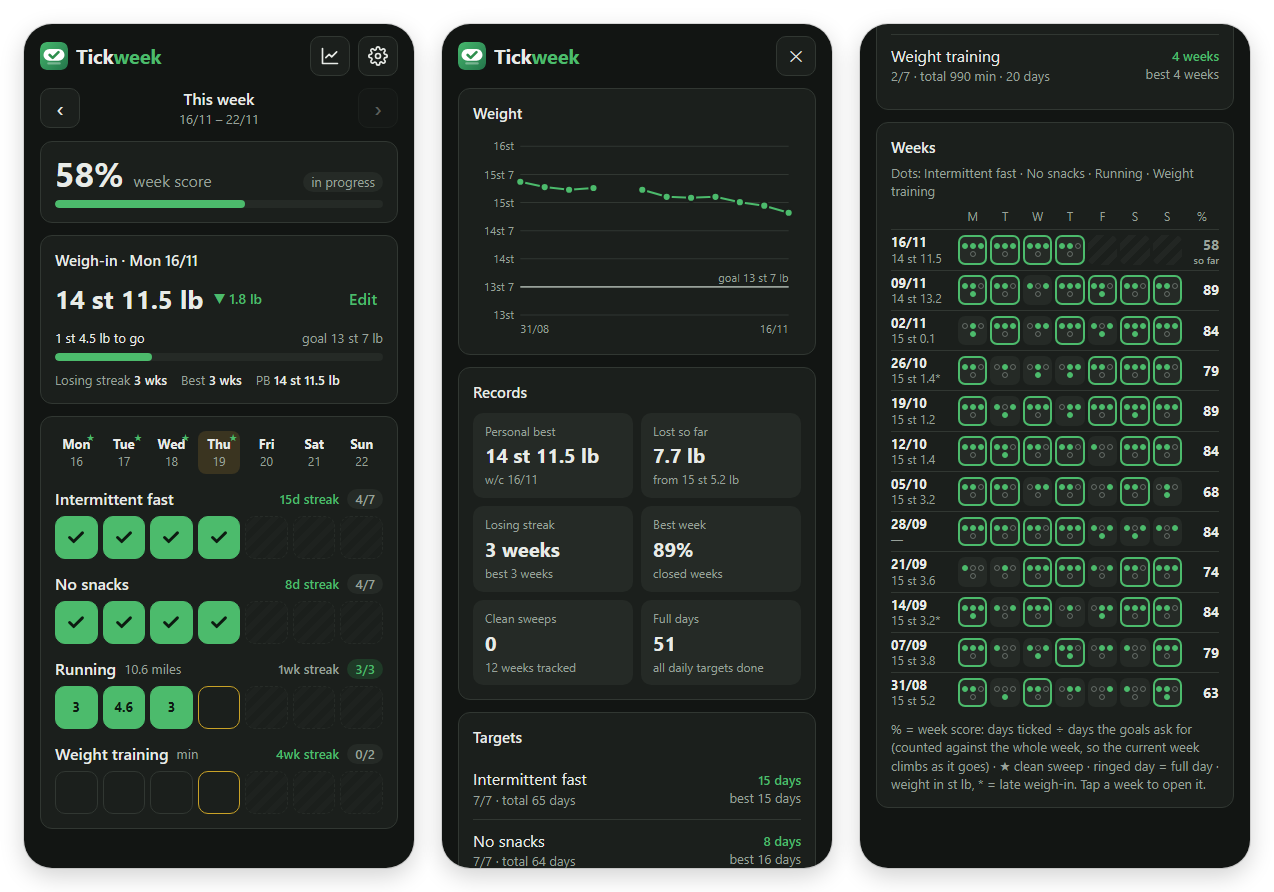 Tickweek
‹
This week
16/11 – 22/11
›
58% week score
in progress
Weigh-in · Mon 16/11
14 st 11.5 lb ▼1.8 lb
Edit
1 st 4.5 lb to go
goal 13 st 7 lb
Losing streak 3 wks Best 3 wks PB 14 st 11.5 lb
Mon★ Tue★ Wed★ Thu★ Fri Sat Sun
16 17 18 19 20 21 22
Intermittent fast 15d streak 4/7
No snacks 8d streak 4/7
Running 10.6 miles 1wk streak 3/3
3 4.6 3
Weight training min 4wk streak 0/2
Tickweek
Weight
16st
15st 7
15st
14st 7
14st
goal 13 st 7 lb
13st 7
13st
31/08 16/11
Records
Personal best
14 st 11.5 lb
w/c 16/11
Lost so far
7.7 lb
from 15 st 5.2 lb
Losing streak
3 weeks
best 3 weeks
Best week
89%
closed weeks
Clean sweeps
0
12 weeks tracked
Full days
51
all daily targets done
Targets
Intermittent fast 15 days
7/7 · total 65 days best 15 days
No snacks 8 days
7/7 · total 64 days best 16 days
Weight training 4 weeks
2/7 · total 990 min · 20 days best 4 weeks
Weeks
Dots: Intermittent fast · No snacks · Running · Weight
training
M T W T F S S %
16/11 58
14 st 11.5 so far
09/11 89
14 st 13.2
02/11 84
15 st 0.1
26/10 79
15 st 1.4*
19/10 89
15 st 1.2
12/10 84
15 st 1.4
05/10 68
15 st 3.2
28/09 84
—
21/09 74
15 st 3.6
14/09 84
15 st 3.2*
07/09 79
15 st 3.8
31/08 63
15 st 5.2
% = week score: days ticked ÷ days the goals ask for
(counted against the whole week, so the current week
climbs as it goes) · ★ clean sweep · ringed day = full day ·
weight in st lb, * = late weigh-in. Tap a week to open it.